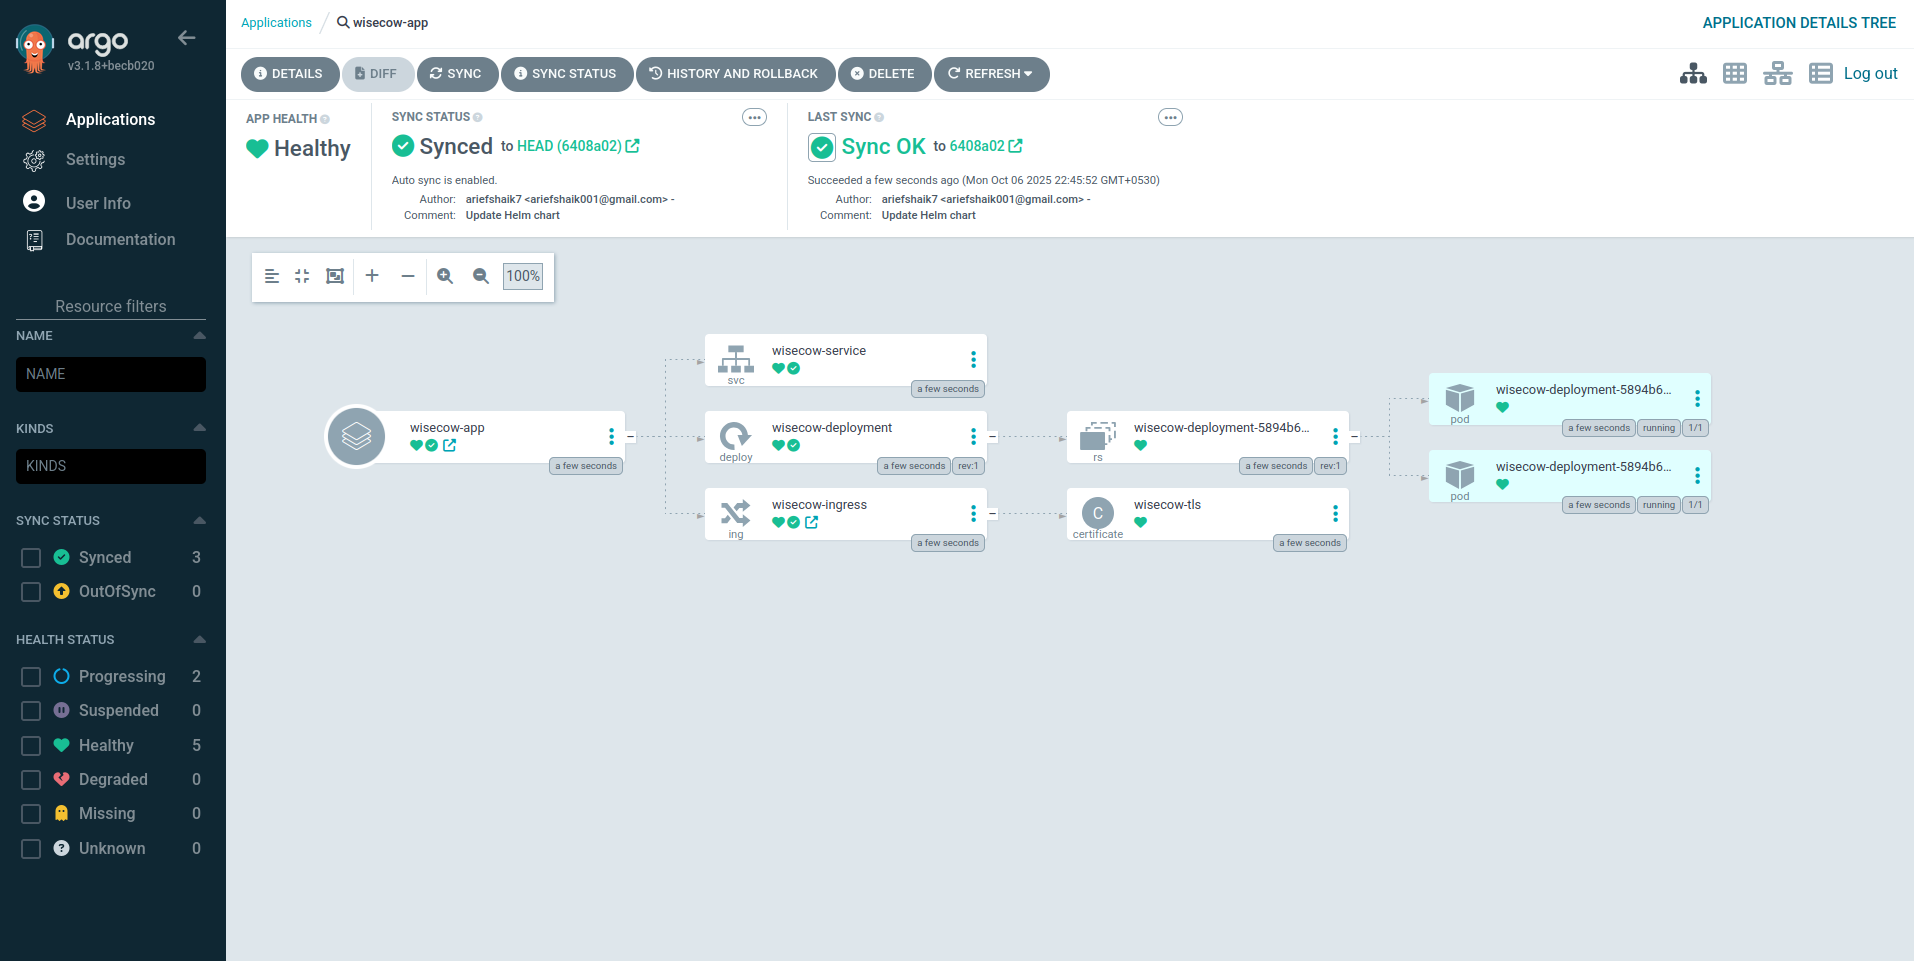 argo
v3.1.8+becb020
Applications
Settings
User Info
Documentation
Resource filters
NAME
NAME
KINDS
KINDS
SYNC STATUS
Synced 3
OutOfSync 0
HEALTH STATUS
Progressing 2
Suspended 0
Healthy 5
Degraded 0
Missing 0
Unknown 0
Applications / wisecow-app
APPLICATION DETAILS TREE
DETAILS DIFF SYNC SYNC STATUS HISTORY AND ROLLBACK DELETE REFRESH
Log out
APP HEALTH
Healthy
SYNC STATUS
Synced to HEAD (6408a02)
Auto sync is enabled.
Author: ariefshaik7 <ariefshaik001@gmail.com> -
Comment: Update Helm chart
LAST SYNC
Sync OK to 6408a02
Succeeded a few seconds ago (Mon Oct 06 2025 22:45:52 GMT+0530)
Author: ariefshaik7 <ariefshaik001@gmail.com> -
Comment: Update Helm chart
100%
wisecow-app
a few seconds
wisecow-service
svc
a few seconds
wisecow-deployment
deploy
a few seconds rev:1
wisecow-ingress
ing
a few seconds
wisecow-deployment-5894b6...
rs
a few seconds rev:1
C
wisecow-tls
certificate
a few seconds
wisecow-deployment-5894b6...
pod
a few seconds running 1/1
wisecow-deployment-5894b6...
pod
a few seconds running 1/1